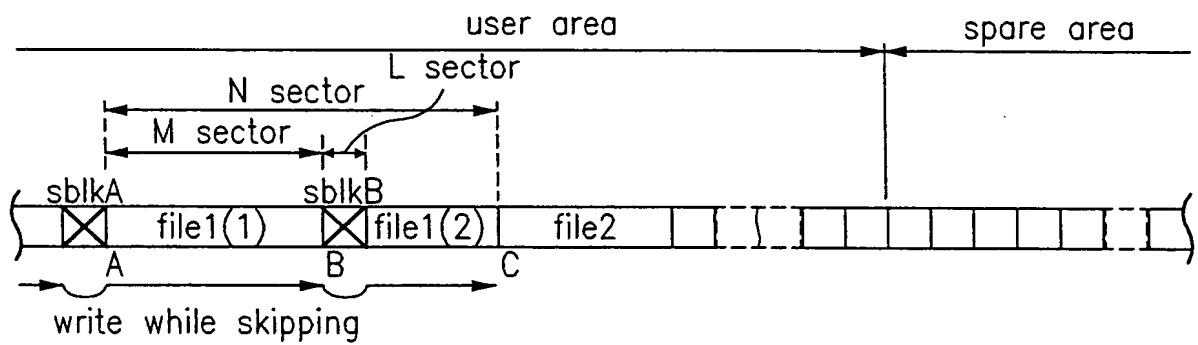 user area
spare area
L sector
N sector
M sector
sblkA
sblkB
file1(1)
file1(2)
file2
A
B
C
write while skipping